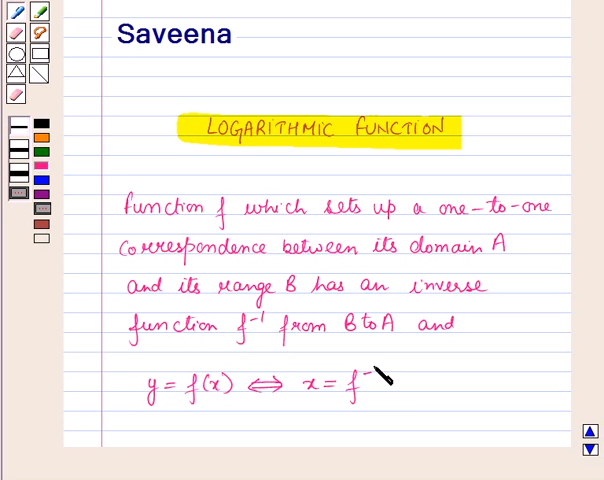 Saveena
LOGARITHMIC FUNCTION
function f which sets up a one-to-one
correspondence between its domain A
and its range B has an inverse
function f⁻¹ from B to A and
y = f(x) ⟺ x = f⁻